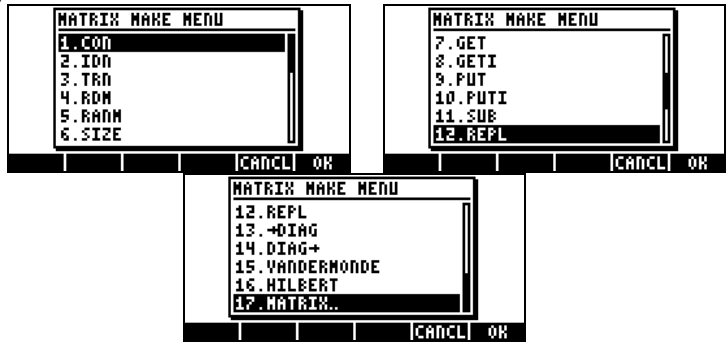 MATRIX MAKE MENU
1.CON
2.IDN
3.TRN
4.RDM
5.RANM
6.SIZE
CANCL OK
MATRIX MAKE MENU
7.GET
8.GETI
9.PUT
10.PUTI
11.SUB
12.REPL
CANCL OK
MATRIX MAKE MENU
12.REPL
13.→DIAG
14.DIAG→
15.VANDERMONDE
16.HILBERT
17.MATRIX..
CANCL OK